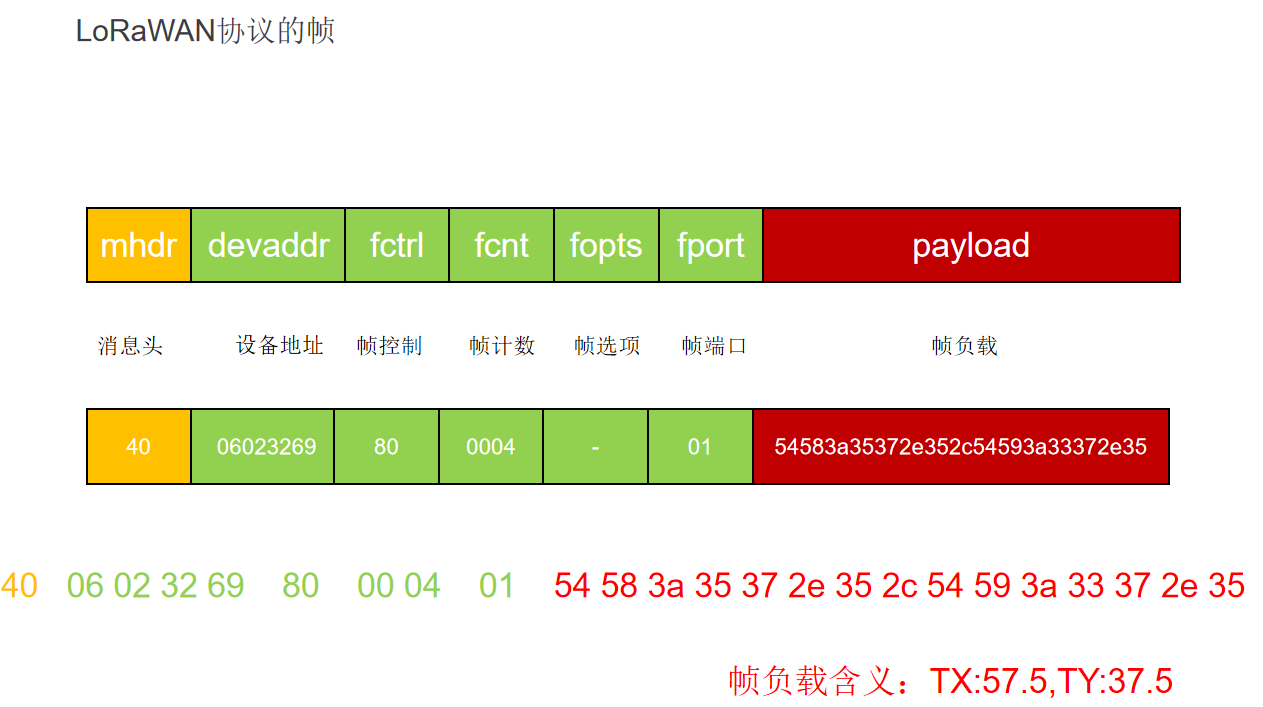 LoRaWAN协议的帧
mhdr devaddr fctrl fcnt fopts fport payload
消息头 设备地址 帧控制 帧计数 帧选项 帧端口 帧负载
40 06023269 80 0004 - 01 54583a35372e352c54593a33372e35
40 06 02 32 69 80 00 04 01 54 58 3a 35 37 2e 35 2c 54 59 3a 33 37 2e 35
帧负载含义：TX:57.5,TY:37.5